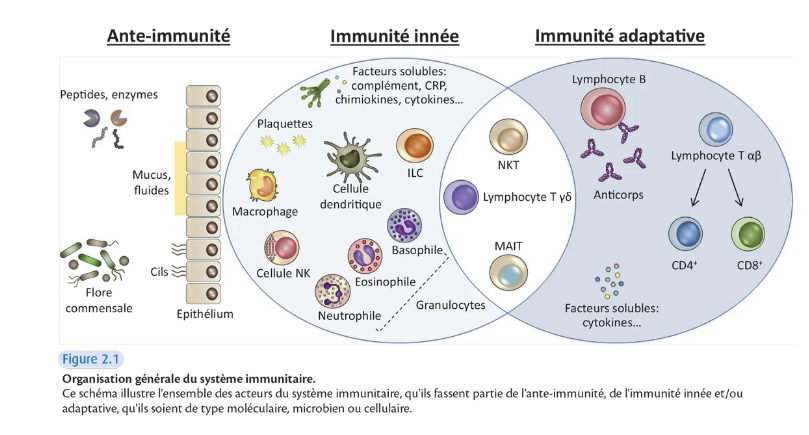 Ante-immunité
Immunité innée
Immunité adaptative
Peptides, enzymes
Mucus,
fluides
Cils
Flore
commensale
Epithélium
Facteurs solubles:
complément, CRP,
chimiokines, cytokines...
Plaquettes
Macrophage
Cellule
dendritique
ILC
Cellule NK
Basophile
Eosinophile
Neutrophile
Granulocytes
NKT
Lymphocyte T γδ
MAIT
Lymphocyte B
Anticorps
Lymphocyte T αβ
CD4⁺
CD8⁺
Facteurs solubles:
cytokines...
Figure 2.1
Organisation générale du système immunitaire.
Ce schéma illustre l'ensemble des acteurs du système immunitaire, qu'ils fassent partie de l'ante-immunité, de l'immunité innée et/ou
adaptative, qu'ils soient de type moléculaire, microbien ou cellulaire.